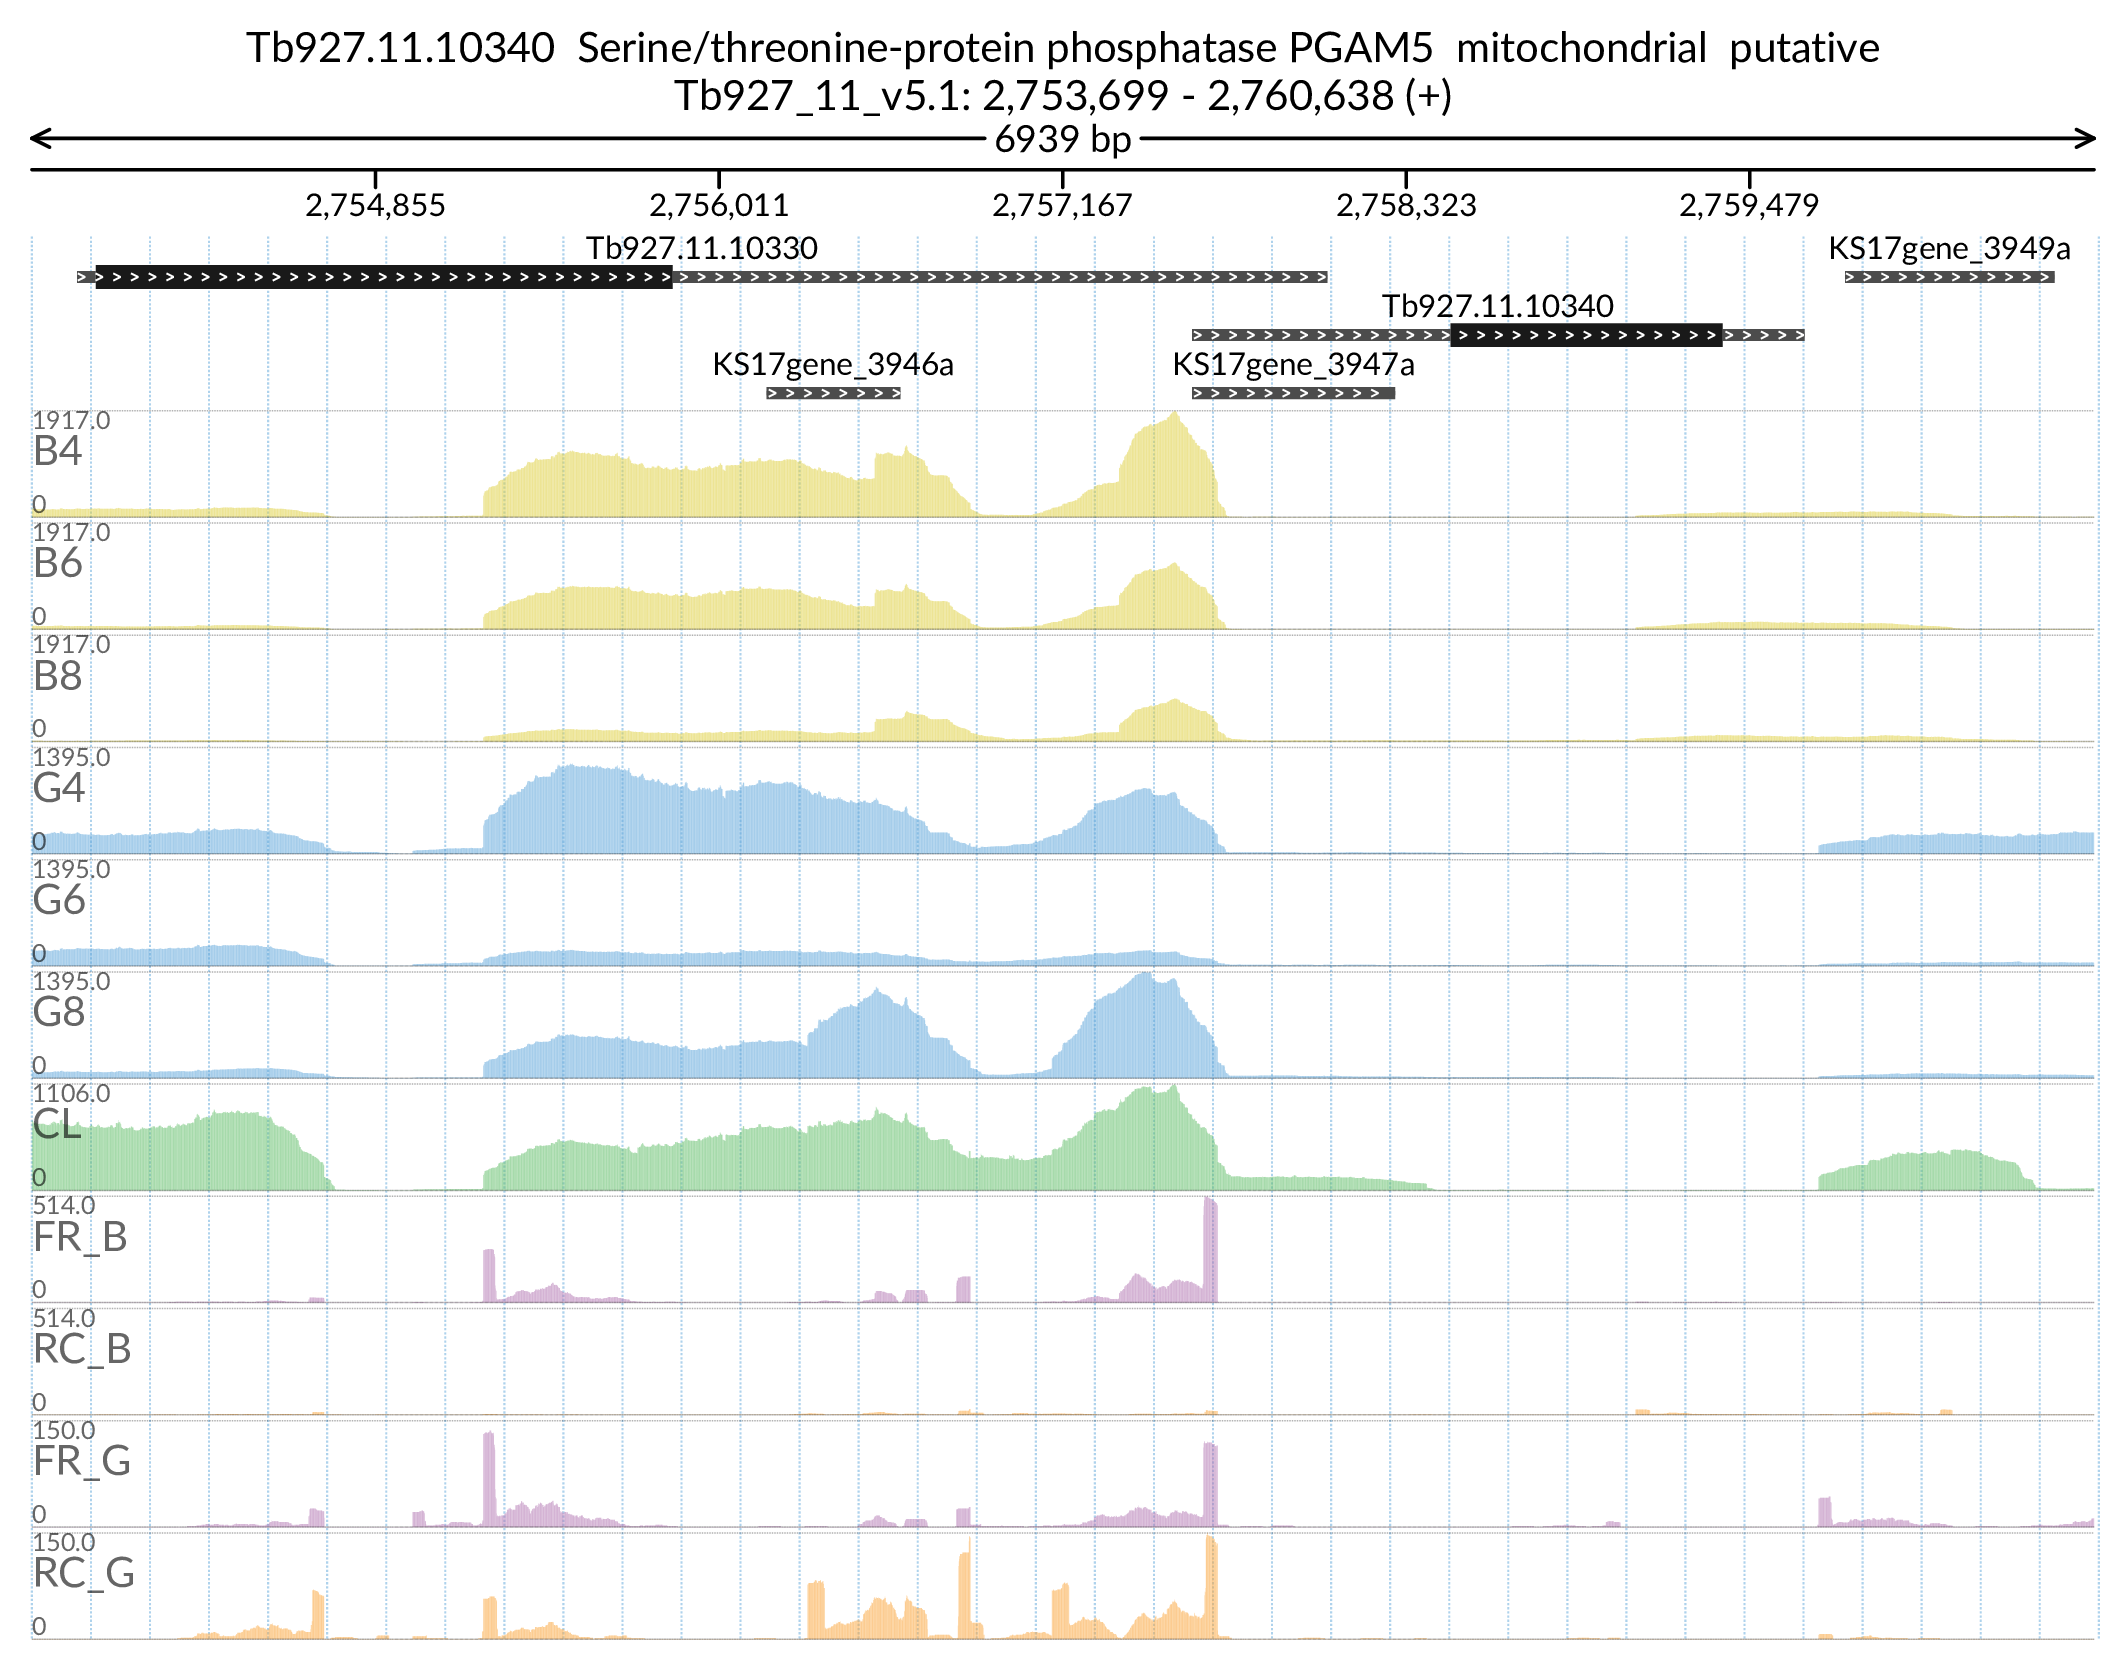 Tb927.11.10340  Serine/threonine-protein phosphatase PGAM5  mitochondrial  putative
Tb927_11_v5.1: 2,753,699 - 2,760,638 (+)
6939 bp
2,754,855 2,756,011 2,757,167 2,758,323 2,759,479
Tb927.11.10330 KS17gene_3949a
Tb927.11.10340
KS17gene_3946a KS17gene_3947a
1917.0
B4
0
1917.0
B6
0
1917.0
B8
0
1395.0
G4
0
1395.0
G6
0
1395.0
G8
0
1106.0
CL
0
514.0
FR_B
0
514.0
RC_B
0
150.0
FR_G
0
150.0
RC_G
0